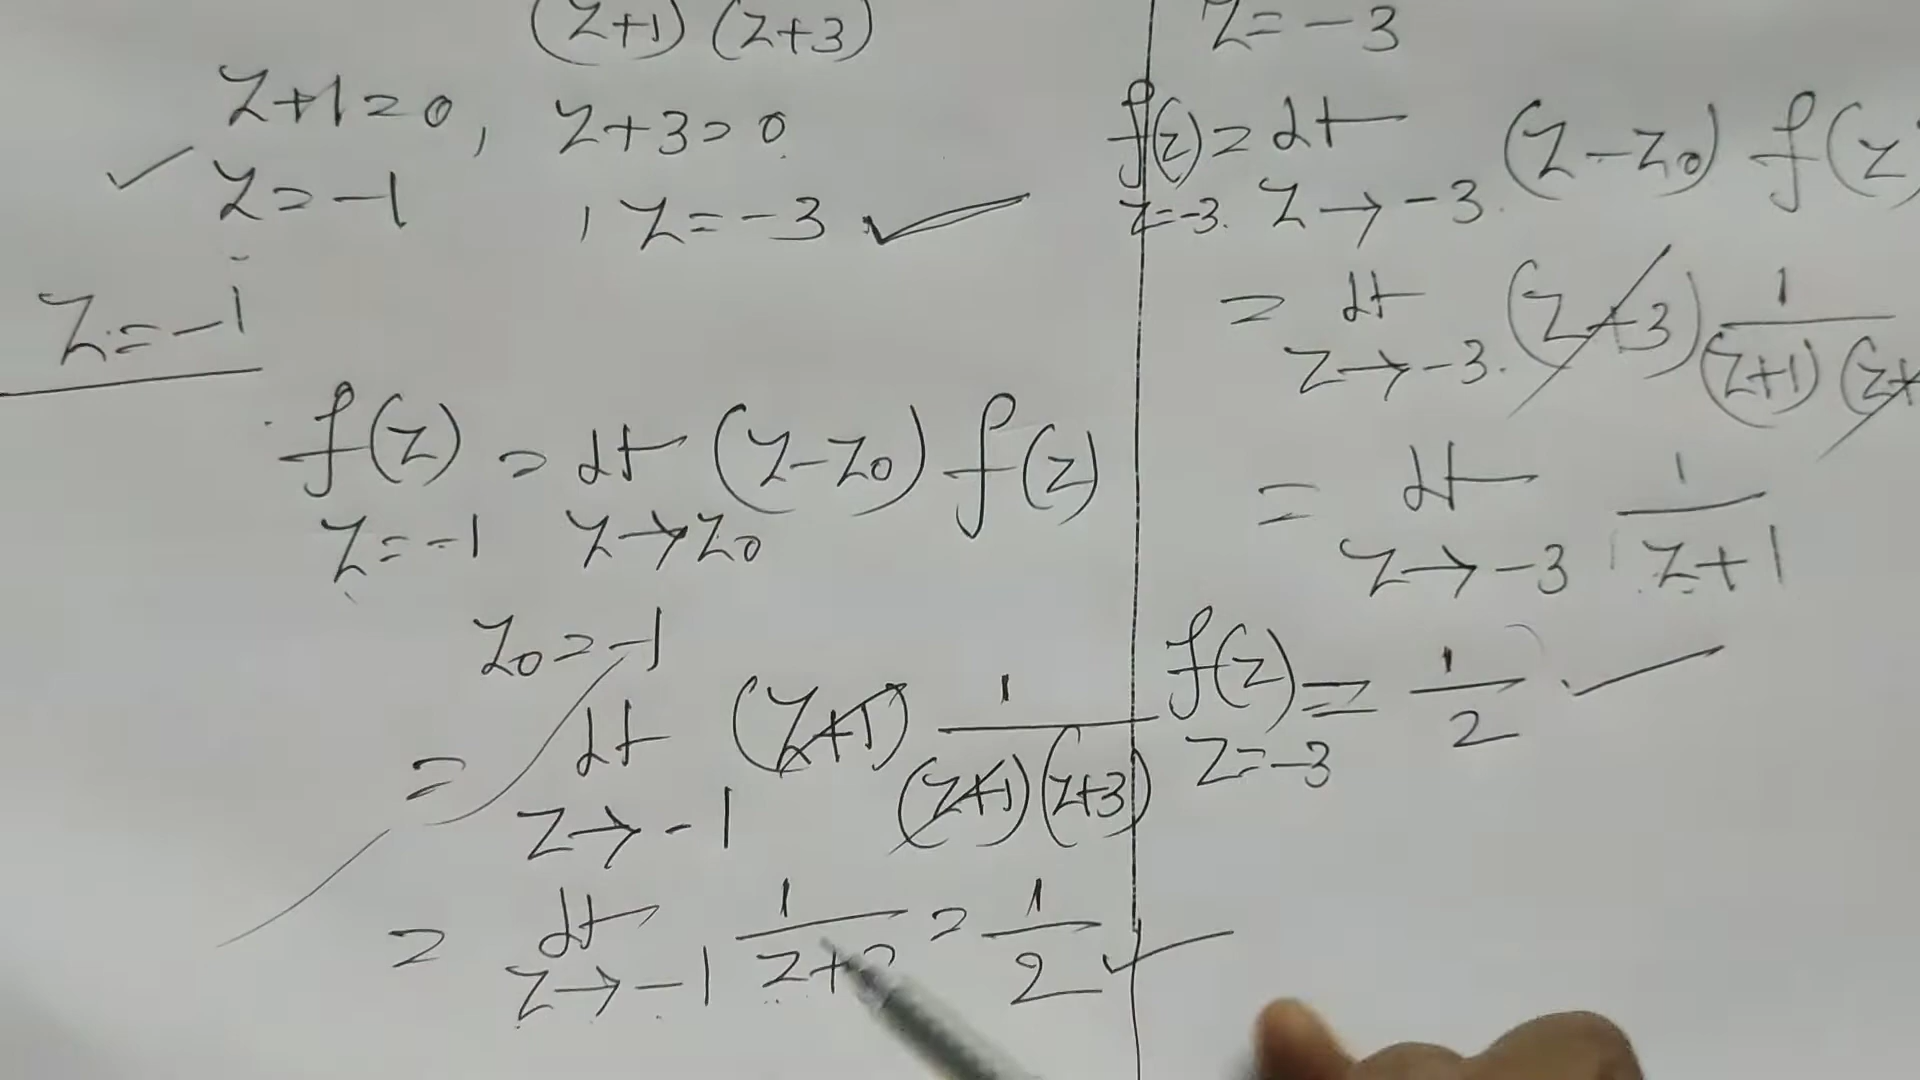 (z+1) (z+3)
z+1=0, z+3=0
z=-1 , z=-3
z=-1
f(z) = lt (z-z0) f(z)
z=-1 z→z0
z0=-1
= lt (z+1) 1/(z+1)(z+3)
z→-1
= lt 1/z+ = 1/2
z→-1
z=-3
f(z) = lt (z-z0) f(z
z=-3 z→-3
= lt (z+3) 1/(z+1)(z+
z→-3
= lt 1/z+1
z→-3
f(z) = 1/2
z=-3